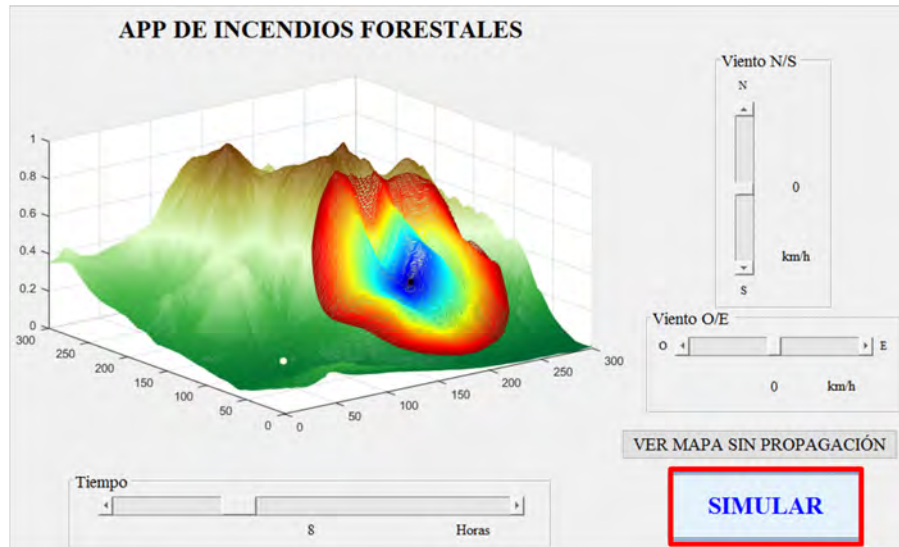 APP DE INCENDIOS FORESTALES
Viento N/S
N
0
km/h
S
1
0.8
0.6
0.4
0.2
0
300
250
200
150
100
50
0
0
50
100
150
200
250
300
Viento O/E
O
E
0 km/h
VER MAPA SIN PROPAGACIÓN
SIMULAR
Tiempo
8 Horas